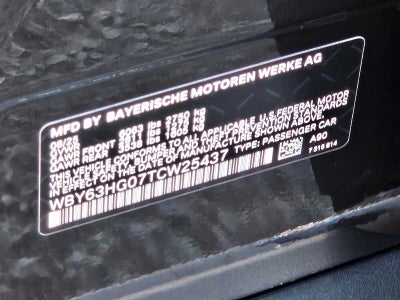 MFD BY BAYERISCHE MOTOREN WERKE AG
GAWR FRONT
GAWR REAR
THIS VEHICLE CONFORMS TO ALL APPLICABLE U.S. FEDERAL MOTOR
VEHICLE SAFETY, BUMPER AND THEFT PREVENTION STANDARDS
IN EFFECT ON THE DATE OF MANUFACTURE SHOWN ABOVE.
WBY63HG07TCW25437 TYPE: PASSENGER CAR
A90